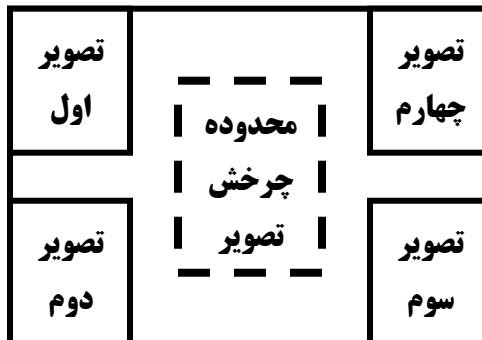 تصویر
اول
تصویر
چهارم
محدوده
چرخش
تصویر
تصویر
دوم
تصویر
سوم